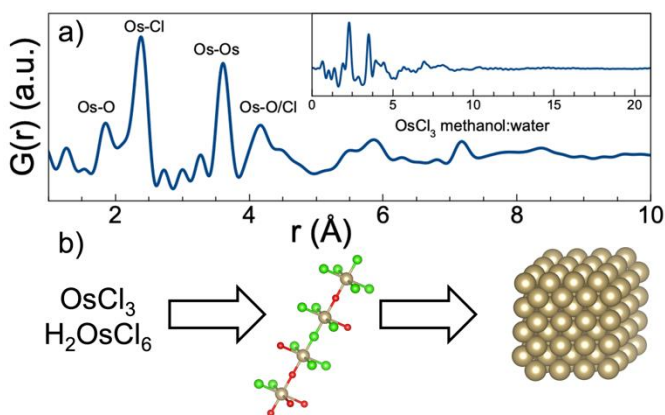 a)
Os-Cl
Os-Os
Os-O
Os-O/Cl
G(r) (a.u.)
0 5 10 15 20
OsCl₃ methanol:water
2 4 6 8 10
r (Å)
b)
OsCl₃
H₂OsCl₆